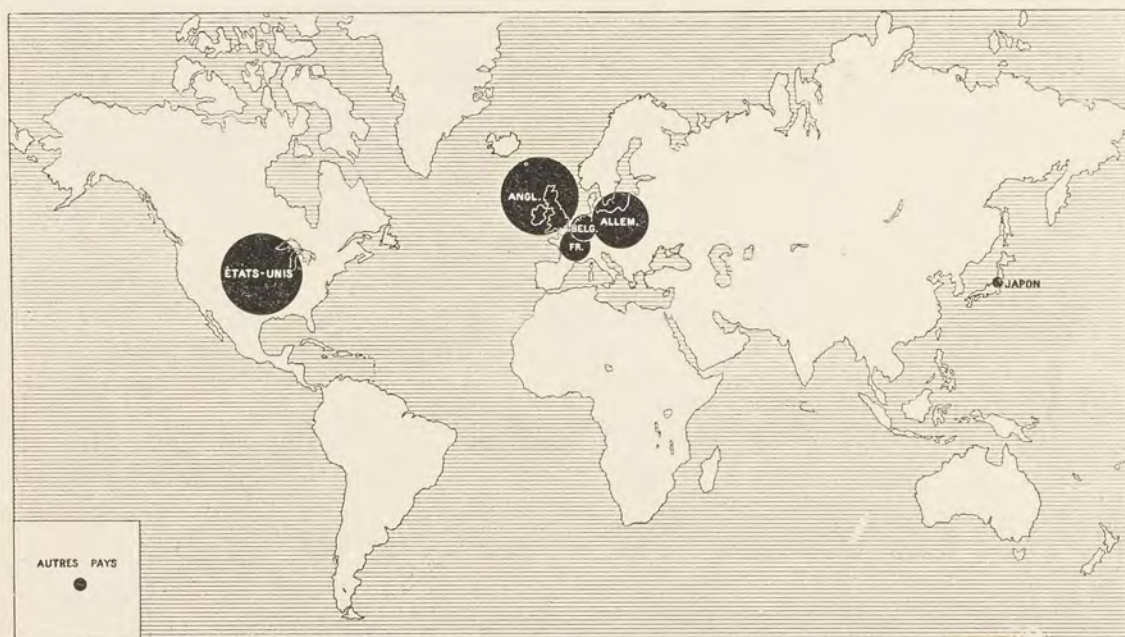 ANGL.
BELG.
ALLEM.
FR.
ÉTATS-UNIS
JAPON
AUTRES PAYS